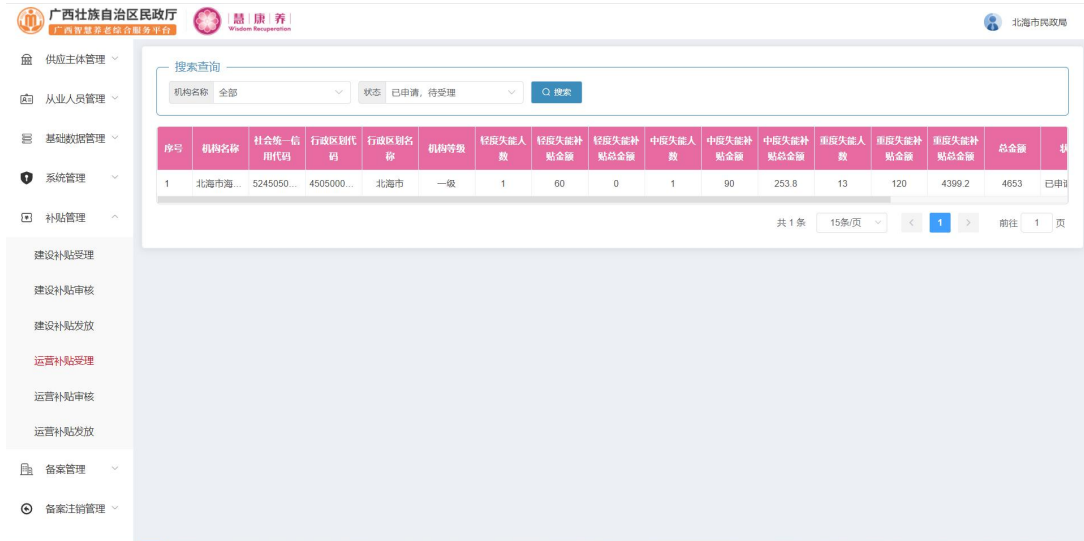 广西壮族自治区民政厅
广西智慧养老综合服务平台
慧康养
Wisdom Recuperation
北海市民政局
供应主体管理
从业人员管理
基础数据管理
系统管理
补贴管理
建设补贴受理
建设补贴审核
建设补贴发放
运营补贴受理
运营补贴审核
运营补贴发放
备案管理
备案注销管理
搜索查询
机构名称 全部 状态 已申请，待受理 搜索
序号 机构名称 社会统一信用代码 行政区划代码 行政区划名称 机构等级 轻度失能人数 轻度失能补贴金额 轻度失能补贴总金额 中度失能人数 中度失能补贴金额 中度失能补贴总金额 重度失能人数 重度失能补贴金额 重度失能补贴总金额 总金额
1 北海市海... 5245050... 4505000... 北海市 一级 1 60 0 1 90 253.8 13 120 4399.2 4653 已申请
共 1 条 15条/页 1 前往 1 页